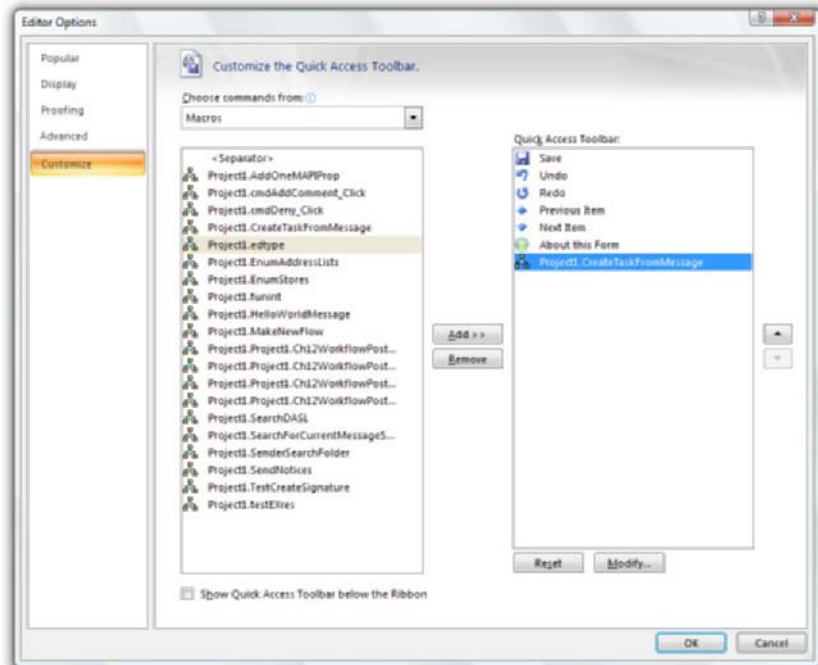 Editor Options
Popular
Display
Proofing
Advanced
Customize
Customize the Quick Access Toolbar.
Choose commands from:
Macros
<Separator>
Project1.AddOneMAPIProp
Project1.cmdAddComment_Click
Project1.cmdDeny_Click
Project1.CreateTaskFromMessage
Project1.edtype
Project1.EnumAddressLists
Project1.EnumStores
Project1.funint
Project1.HelloWorldMessage
Project1.MakeNewFlow
Project1.Project1.Ch12WorkflowPost...
Project1.Project1.Ch12WorkflowPost...
Project1.Project1.Ch12WorkflowPost...
Project1.Project1.Ch12WorkflowPost...
Project1.SearchDASL
Project1.SearchForCurrentMessageS...
Project1.SenderSearchFolder
Project1.SendNotices
Project1.TestCreateSignature
Project1.testEXres
Show Quick Access Toolbar below the Ribbon
Add >>
Remove
Quick Access Toolbar:
Save
Undo
Redo
Previous Item
Next Item
About this Form
Project1.CreateTaskFromMessage
Reset
Modify...
OK
Cancel